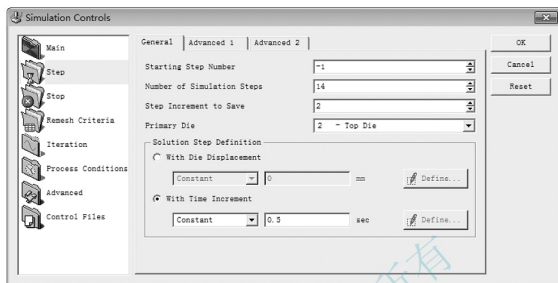 Simulation Controls
Main
Step
Stop
Remesh Criteria
Iteration
Process Conditions
Advanced
Control Files
General
Advanced 1
Advanced 2
Starting Step Number
-1
Number of Simulation Steps
14
Step Increment to Save
2
Primary Die
2 - Top Die
Solution Step Definition
With Die Displacement
Constant
0
mm
Define...
With Time Increment
Constant
0.5
sec
Define...
OK
Cancel
Reset
所有